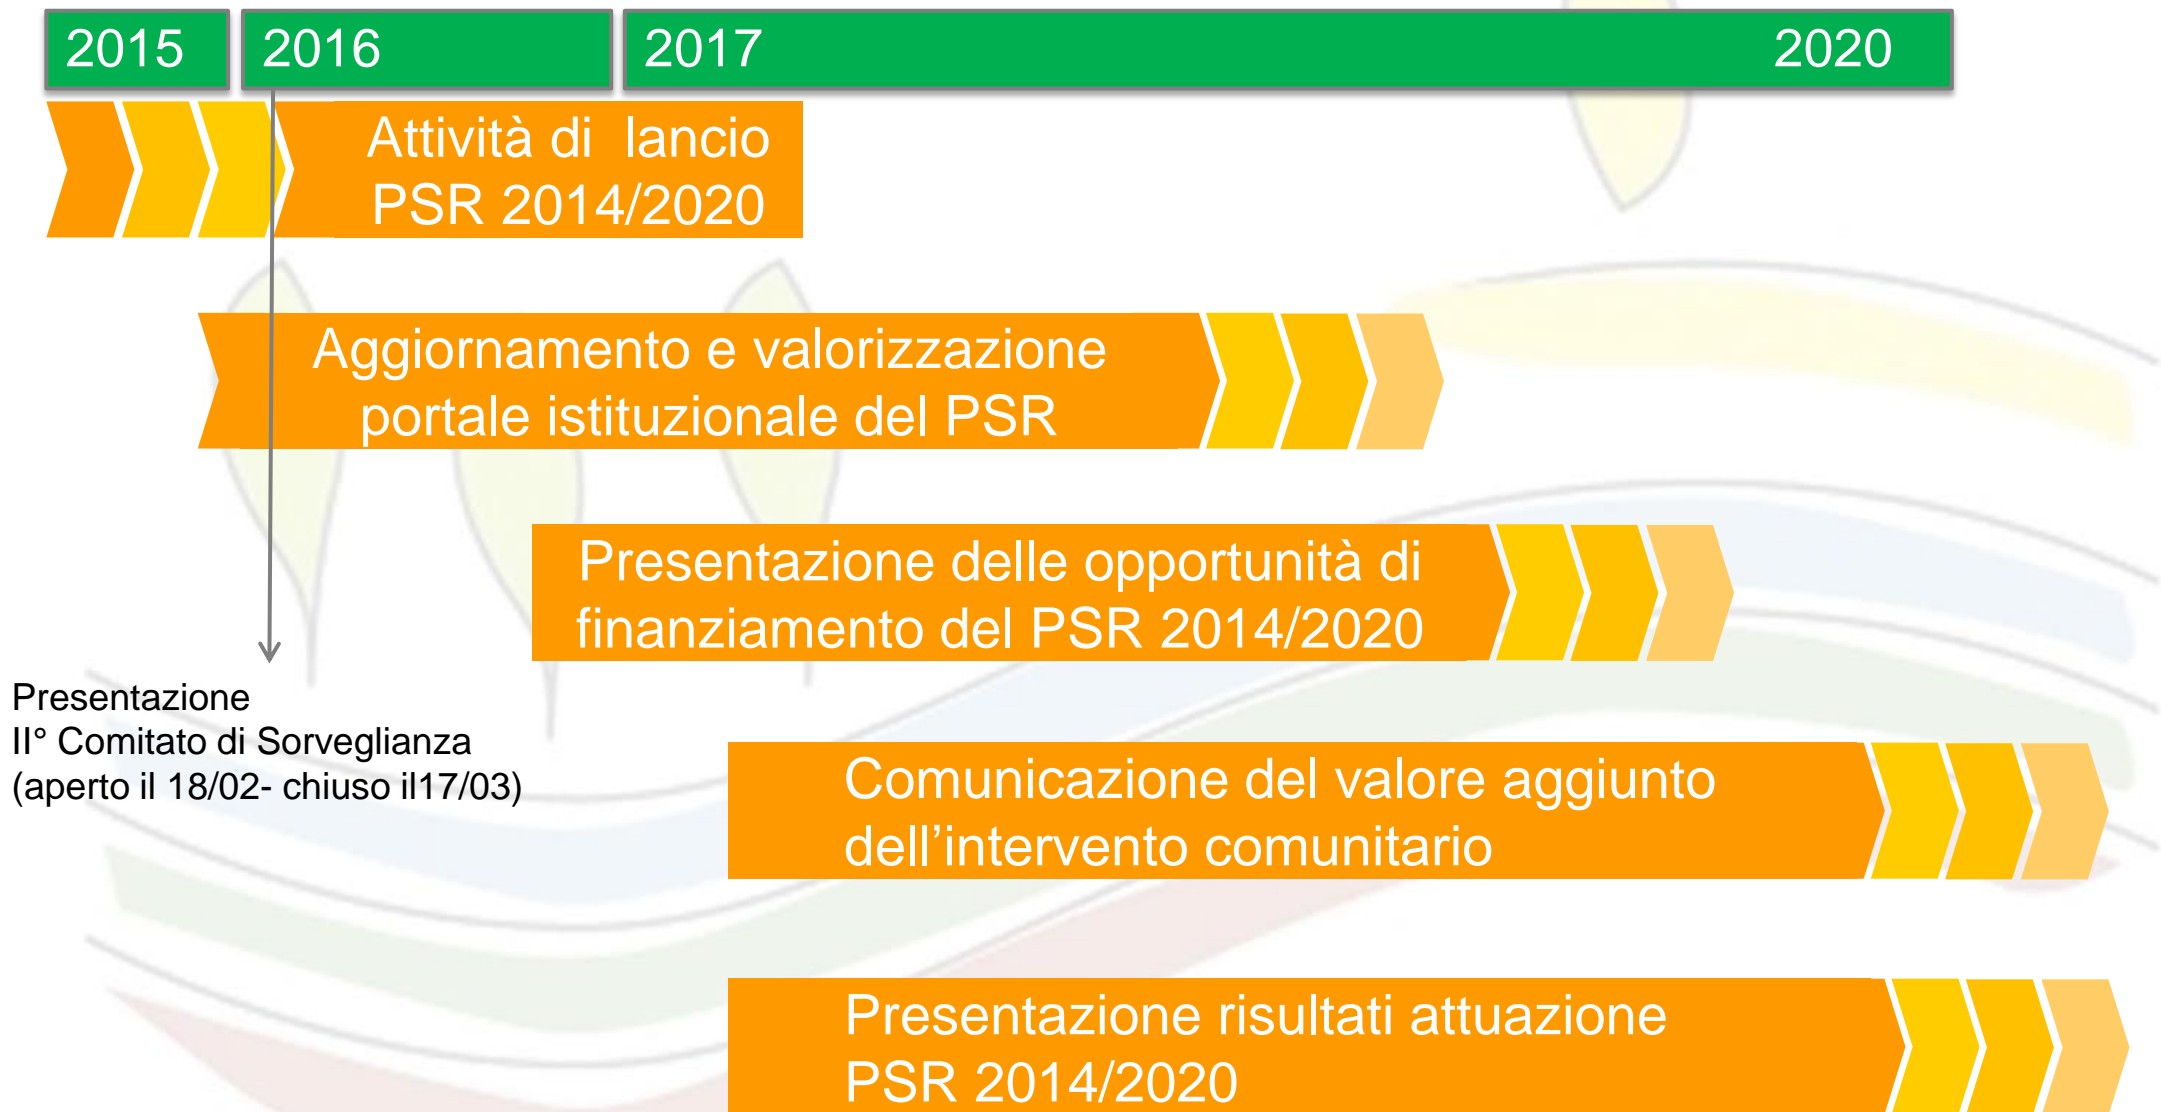 2015 2016 2017 2020
Attività di lancio
PSR 2014/2020
Aggiornamento e valorizzazione
portale istituzionale del PSR
Presentazione delle opportunità di
finanziamento del PSR 2014/2020
Presentazione
II° Comitato di Sorveglianza
(aperto il 18/02- chiuso il17/03)
Comunicazione del valore aggiunto
dell’intervento comunitario
Presentazione risultati attuazione
PSR 2014/2020